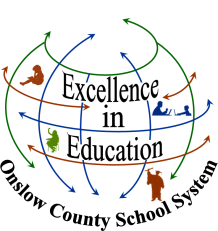 Excellence
in
Education
Onslow County School System